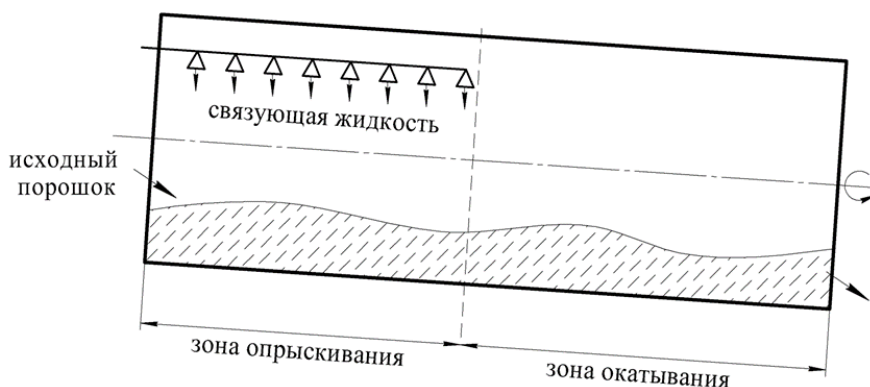 связующая жидкость
исходный
порошок
зона опрыскивания
зона окатывания